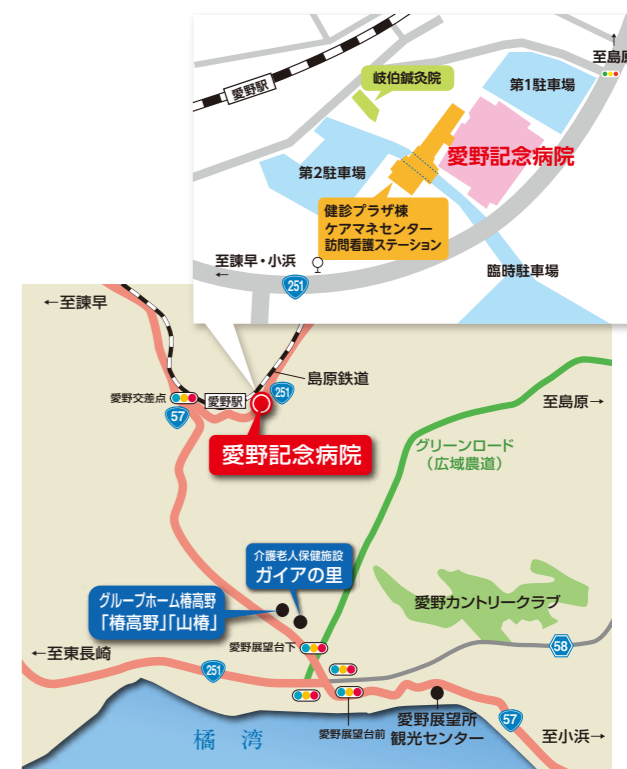 至島原
愛野駅
岐伯鍼灸院
第1駐車場
愛野記念病院
第2駐車場
健診プラザ棟
ケアマネセンター
訪問看護ステーション
至諫早・小浜
←
251
臨時駐車場
←至諫早
島原鉄道
愛野交差点
愛野駅
251
57
至島原→
愛野記念病院
グリーンロード
（広域農道）
介護老人保健施設
ガイアの里
グループホーム椿高野
「椿高野」「山椿」
愛野カントリークラブ
愛野展望台下
58
←至東長崎
251
橘 湾
愛野展望台前
愛野展望所
観光センター
57
至小浜→